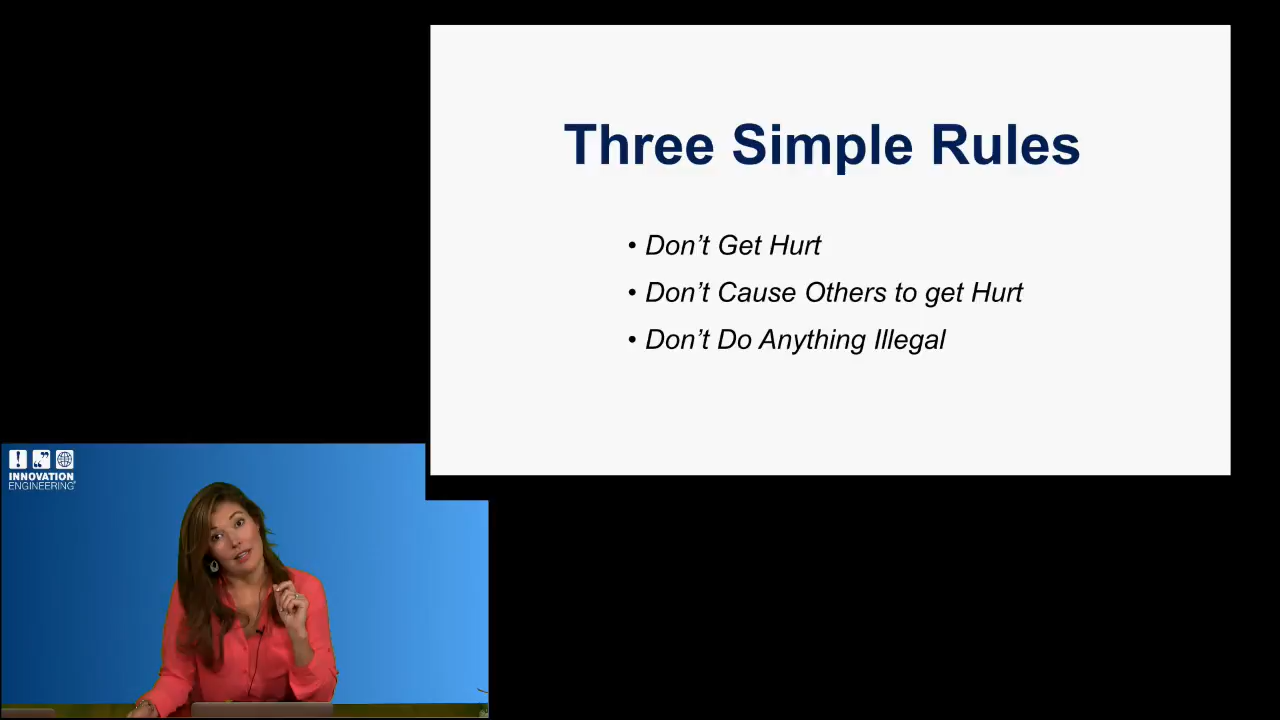 Three Simple Rules
• Don’t Get Hurt
• Don’t Cause Others to get Hurt
• Don’t Do Anything Illegal
INNOVATION
ENGINEERING